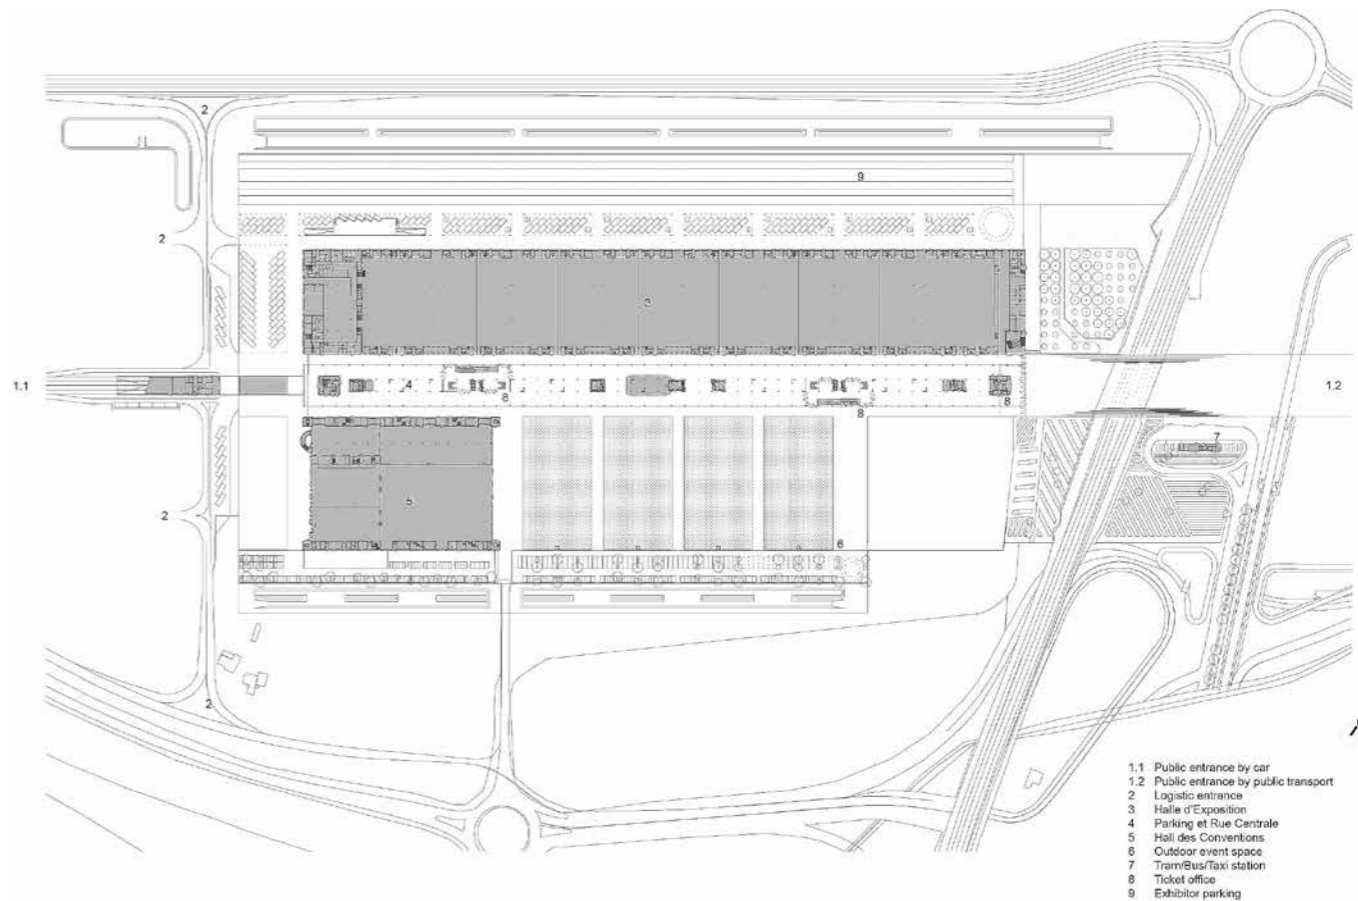 2
9
2
3
1.1
4
1.2
8
8
8
7
5
2
6
2
1.1 Public entrance by car
1.2 Public entrance by public transport
2 Logistic entrance
3 Halle d'Exposition
4 Parking et Rue Centrale
5 Hall des Conventions
6 Outdoor event space
7 Tram/Bus/Taxi station
8 Ticket office
9 Exhibitor parking